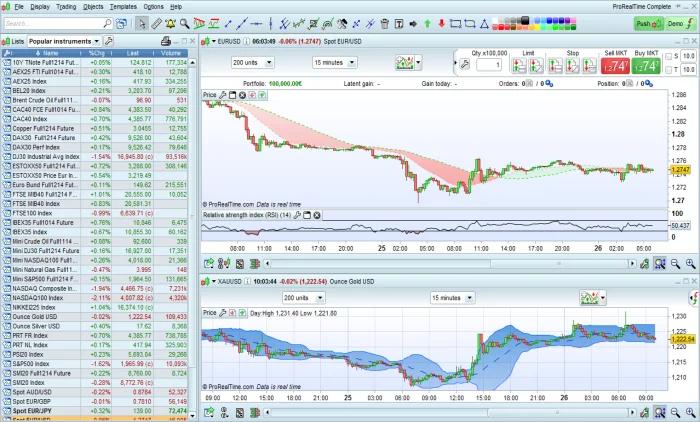 Display Trading Objects Displays Templates Options Help
ProRealTime Complete
Search...
Pro
Demo
Lists Popular instruments
Name %Chg Last Volume
10Y TNote Full1214 Fut... +0.05% 124.812 177,334
AEX25 FTI Full1014 Fut... +0.30% 418.10 12,788
AEX25 Index +0.16% 417.93 334,255
BEL20 Index +0.21% 3,203.70 97,206
Brent Crude Oil Full111... -0.07% 96.90 531
CAC40 FCE Full1014 Fut... +0.84% 4,383.50 40,292
CAC40 Index +0.70% 4,385.77 776,791
Copper Full1214 Future +0.51% 3.0455 12,755
DAX30 Full1214 Future +0.42% 9,526.00 43,604
DAX30 Perf Index +0.17% 9,526.42 79,646
DJ30 Industrial Avg Index -1.54% 16,945.80 (c) 93,516k
ESTOXX50 Full1214 Fut... +0.72%
ESTOXX50 Price Eur In... +0.54% 3,219.49
Euro Bund Full1214 Fut... +0.11% 149.62 211,551
FTSE MIB Full1214 Fut... +1.01% 20,555.00 10,052
FTSE MIB40 Index +0.83% 20,581.31
FTSE100 Index -0.99% 6,639.71 (c)
IBEX35 Full1014 Future +0.76% 10,846 6,475
IBEX35 Index +0.67% 10,855.30 60,162
Mini Crude Oil Full1114 ... +0.08% 92.600 339
Mini DJ30 Full1214 Future +0.16% 16,927.00 17,351
Mini NASDAQ100 Full1... +0.26% 4,018.00 21,366
Mini Natural Gas Full1... -0.47% 3.995 148
Mini S&P500 Full1214 F... +0.15% 1,964.50 131,665
NASDAQ Composite In... -1.94% 4,466.75 (c) 7,231k
NASDAQ100 Index -2.11% 4,007.82 (c) 4,320k
NIKKEI225 Index +1.04% 16,374.10 (c)
Ounce Gold USD -0.02% 1,222.54 109,433
Ounce Silver USD +0.40% 17.62 8,368
PRT FR Index +0.70% 4,385.77 738,785
PRT NL Index +0.17% 417.94 325,903
PSI20 Index +0.23% 5,693.04 29,266
S&P500 Index -1.62% 1,965.99 (c) 10,093k
SM20 Full1214 Future +0.21% 8,760.00 154
SM20 Index -0.28% 8,772.76 (c)
Spot AUD/USD -0.22% 0.8764 52,327
Spot EUR/GBP -0.01% 0.7810 56,149
Spot EUR/JPY +0.32% 139.00 72,474
EURUSD 06:03:49 -0.06% (1.2747) Spot EUR/USD
200 units 15 minutes
Qty x100,000 Limit Stop Sell MKT Buy MKT
1 1.274 1.274 S 10.0
T 10.0
Portfolio: 100,000.00€ Latent gain: - Gain today: - Orders: 0 Position: 0
Price
1.286
1.284
1.282
1.28
1.278
1.276
1.2747
1.272
1.27
© ProRealTime.com Data is real time
Relative strength index (RSI) (14)
100
50.437
0
08:00 11:00 14:00 17:00 20:00 25 02:00 05:00 08:00 11:00 14:00 17:00 20:00 26 02:00 05:00
XAUUSD 10:03:44 -0.02% (1,222.54) Ounce Gold USD
200 units 15 minutes
Price Day:High 1,231.40 Low 1,221.80
1,230
1,225
1,222.54
1,220
1,215
1,210
© ProRealTime.com Data is real time
09:00 12:00 15:00 18:00 21:00 25 03:00 06:00 09:00 12:00 15:00 18:00 21:00 26 03:00 06:00 09:00